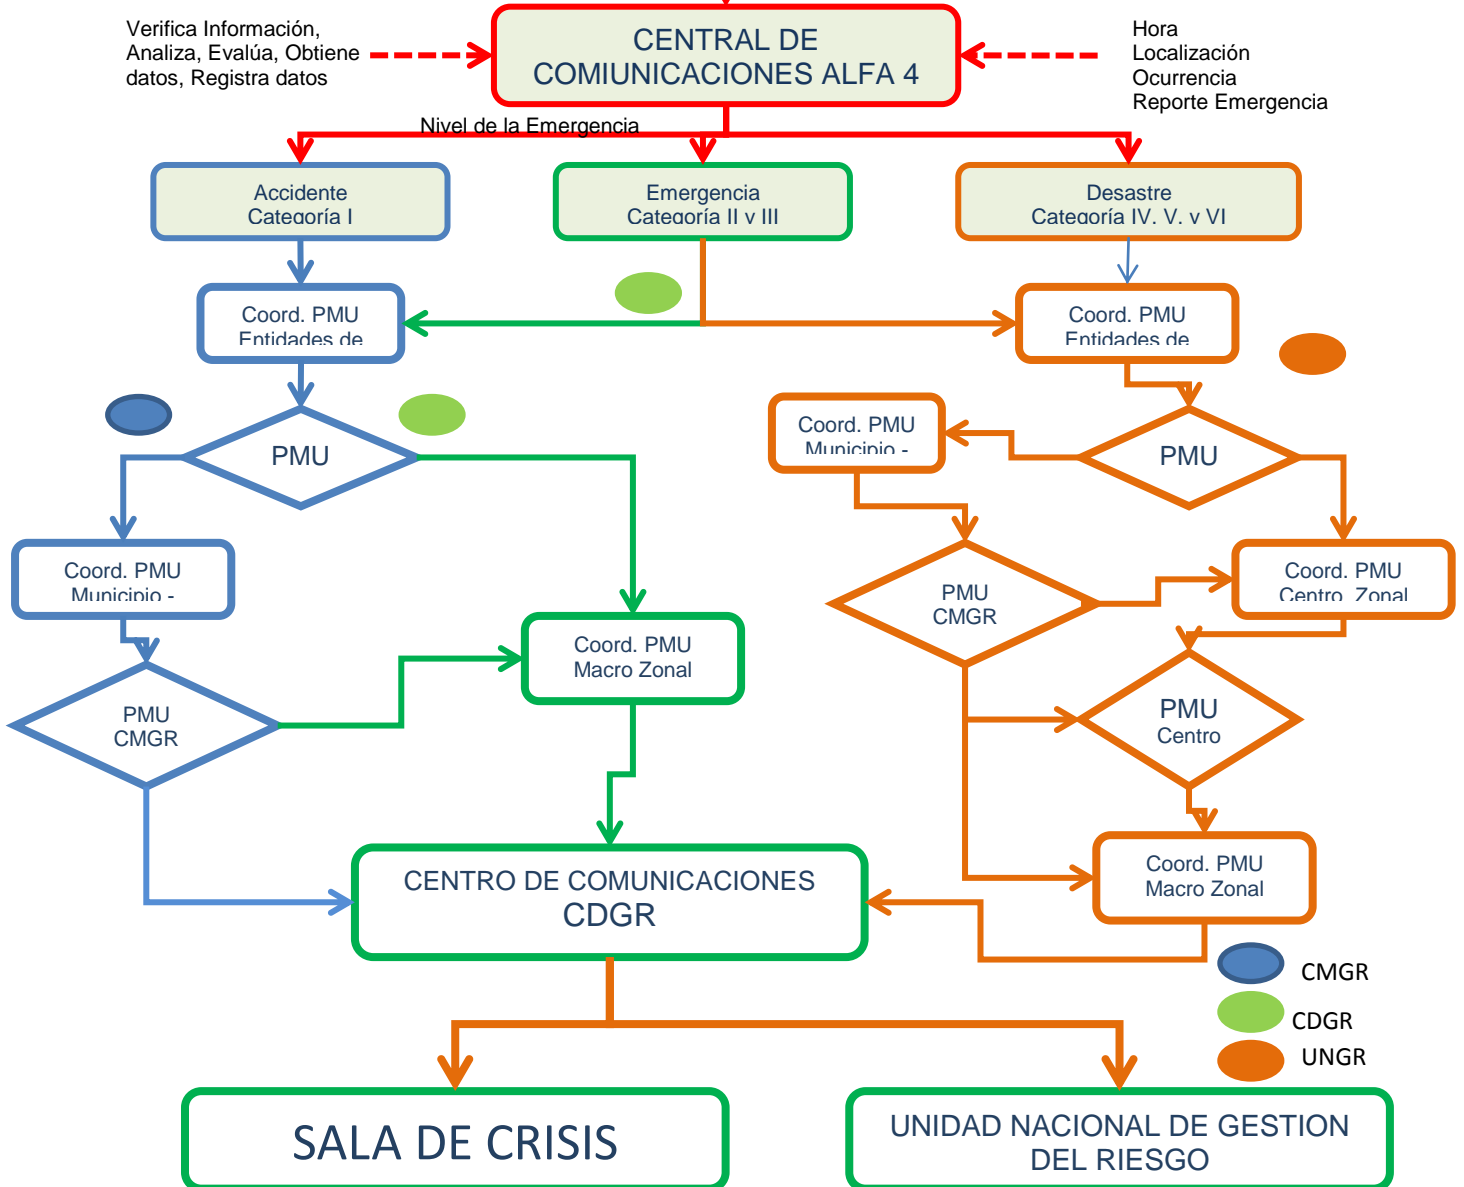 Verifica Información,
Analiza, Evalúa, Obtiene
datos, Registra datos
CENTRAL DE
COMIUNICACIONES ALFA 4
Hora
Localización
Ocurrencia
Reporte Emergencia
Nivel de la Emergencia
Accidente
Categoría I
Emergencia
Categoría II y III
Desastre
Categoría IV. V. y VI
Coord. PMU
Entidades de
Coord. PMU
Entidades de
PMU
Coord. PMU
Municipio -
PMU
Coord. PMU
Municipio -
PMU
CMGR
Coord. PMU
Centro Zonal
Coord. PMU
Macro Zonal
PMU
CMGR
PMU
Centro
Coord. PMU
Macro Zonal
CENTRO DE COMUNICACIONES
CDGR
CMGR
CDGR
UNGR
SALA DE CRISIS
UNIDAD NACIONAL DE GESTION
DEL RIESGO